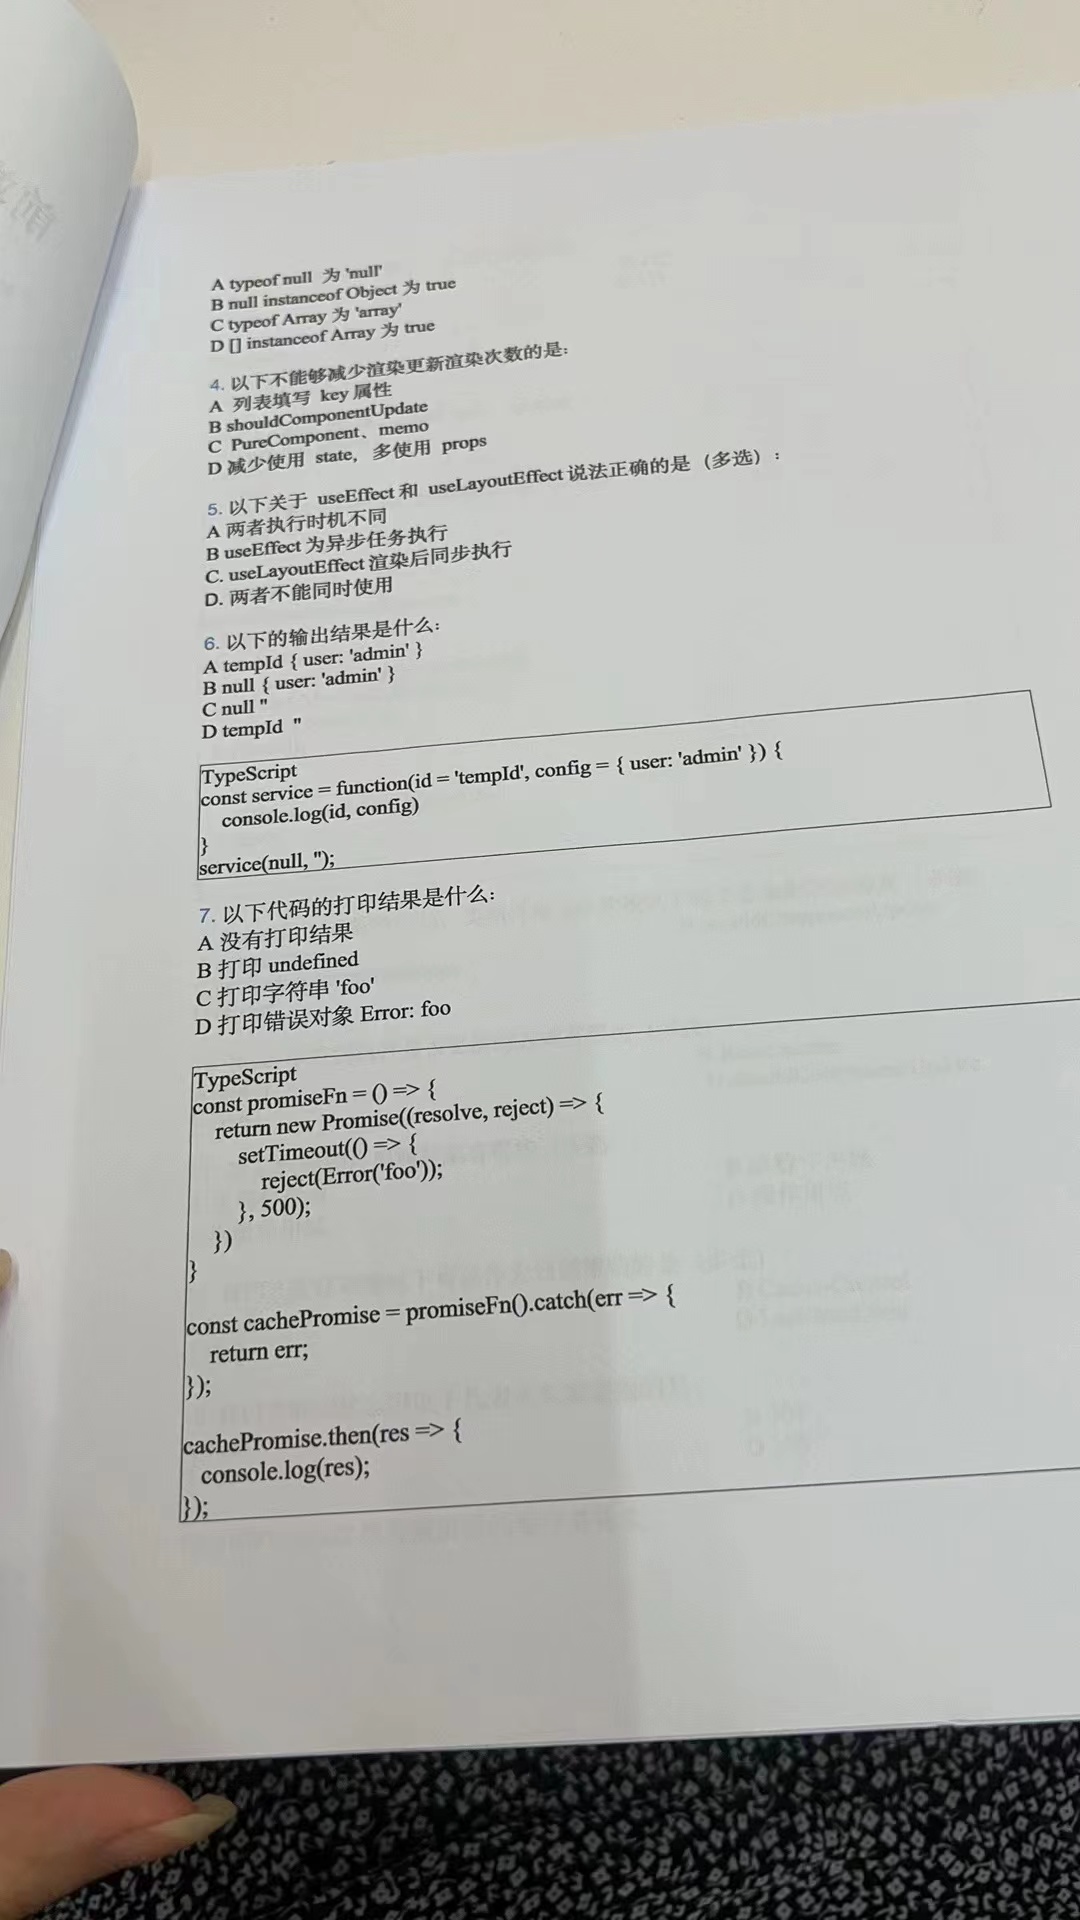 A typeof null 为 'null'
B null instanceof Object 为 true
C typeof Array 为 'array'
D [] instanceof Array 为 true
4. 以下不能够减少渲染更新渲染次数的是：
A 列表填写 key 属性
B shouldComponentUpdate
C PureComponent、memo
D 减少使用 state，多使用 props
5. 以下关于 useEffect 和 useLayoutEffect 说法正确的是（多选）：
A 两者执行时机不同
B useEffect 为异步任务执行
C. useLayoutEffect 渲染后同步执行
D. 两者不能同时使用
6. 以下的输出结果是什么：
A tempId { user: 'admin' }
B null { user: 'admin' }
C null ''
D tempId ''
TypeScript
const service = function(id = 'tempId', config = { user: 'admin' }) {
console.log(id, config)
}
service(null, '');
7. 以下代码的打印结果是什么：
A 没有打印结果
B 打印 undefined
C 打印字符串 'foo'
D 打印错误对象 Error: foo
TypeScript
const promiseFn = () => {
return new Promise((resolve, reject) => {
setTimeout(() => {
reject(Error('foo'));
}, 500);
})
}
const cachePromise = promiseFn().catch(err => {
return err;
});
cachePromise.then(res => {
console.log(res);
});